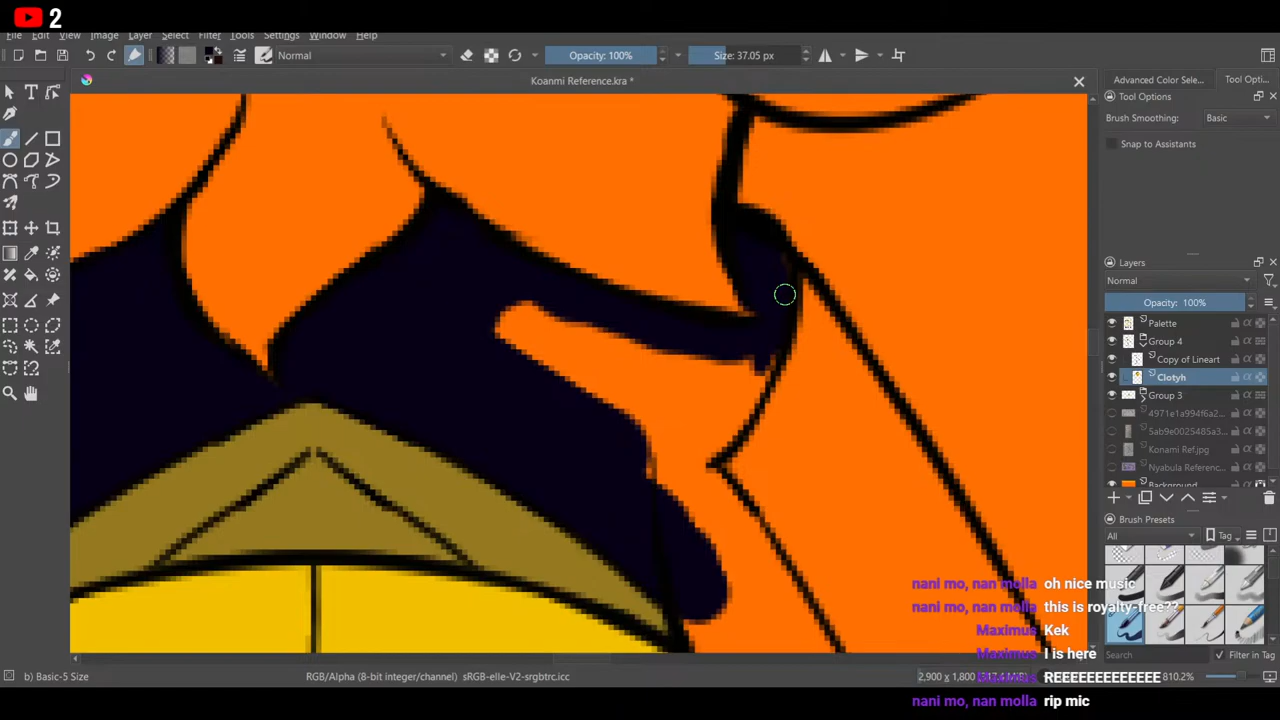 2
File Edit View Image Layer Select Filter Tools Settings Window Help
Normal Opacity: 100% Size: 37.05 px
Koanmi Reference.kra *
Advanced Color Sele... Tool Opti...
Tool Options
Brush Smoothing: Basic
Snap to Assistants
Layers
Normal
Opacity: 100%
Palette
Group 4
Copy of Lineart
Clotyh
Group 3
4971e1a994f6a2...
5ab9e0025485a3...
Konami Ref.jpg
Nyabula Referenc...
Background
Brush Presets
All Tag
nani mo, nan molla oh nice music
nani mo, nan molla this is royalty-free??
Maximus Kek
Maximus I is here
Maximus REEEEEEEEEEEEE
nani mo, nan molla rip mic
Search Filter in Tag
b) Basic-5 Size RGB/Alpha (8-bit integer/channel) sRGB-elle-V2-srgbtrc.icc 2,900 x 1,800 810.2%